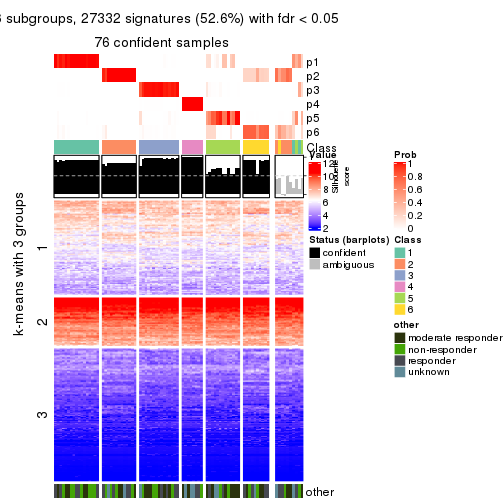 subgroups, 27332 signatures (52.6%) with fdr < 0.05
76 confident samples
p1
p2
p3
p4
p5
p6
Class
k-means with 3 groups
1
2
3
other
Value
12
10
8
6
4
2
Silhouette
score
Status (barplots)
confident
ambiguous
Prob
1
0.8
0.6
0.4
0.2
0
Class
1
2
3
4
5
6
other
moderate responder
non-responder
responder
unknown